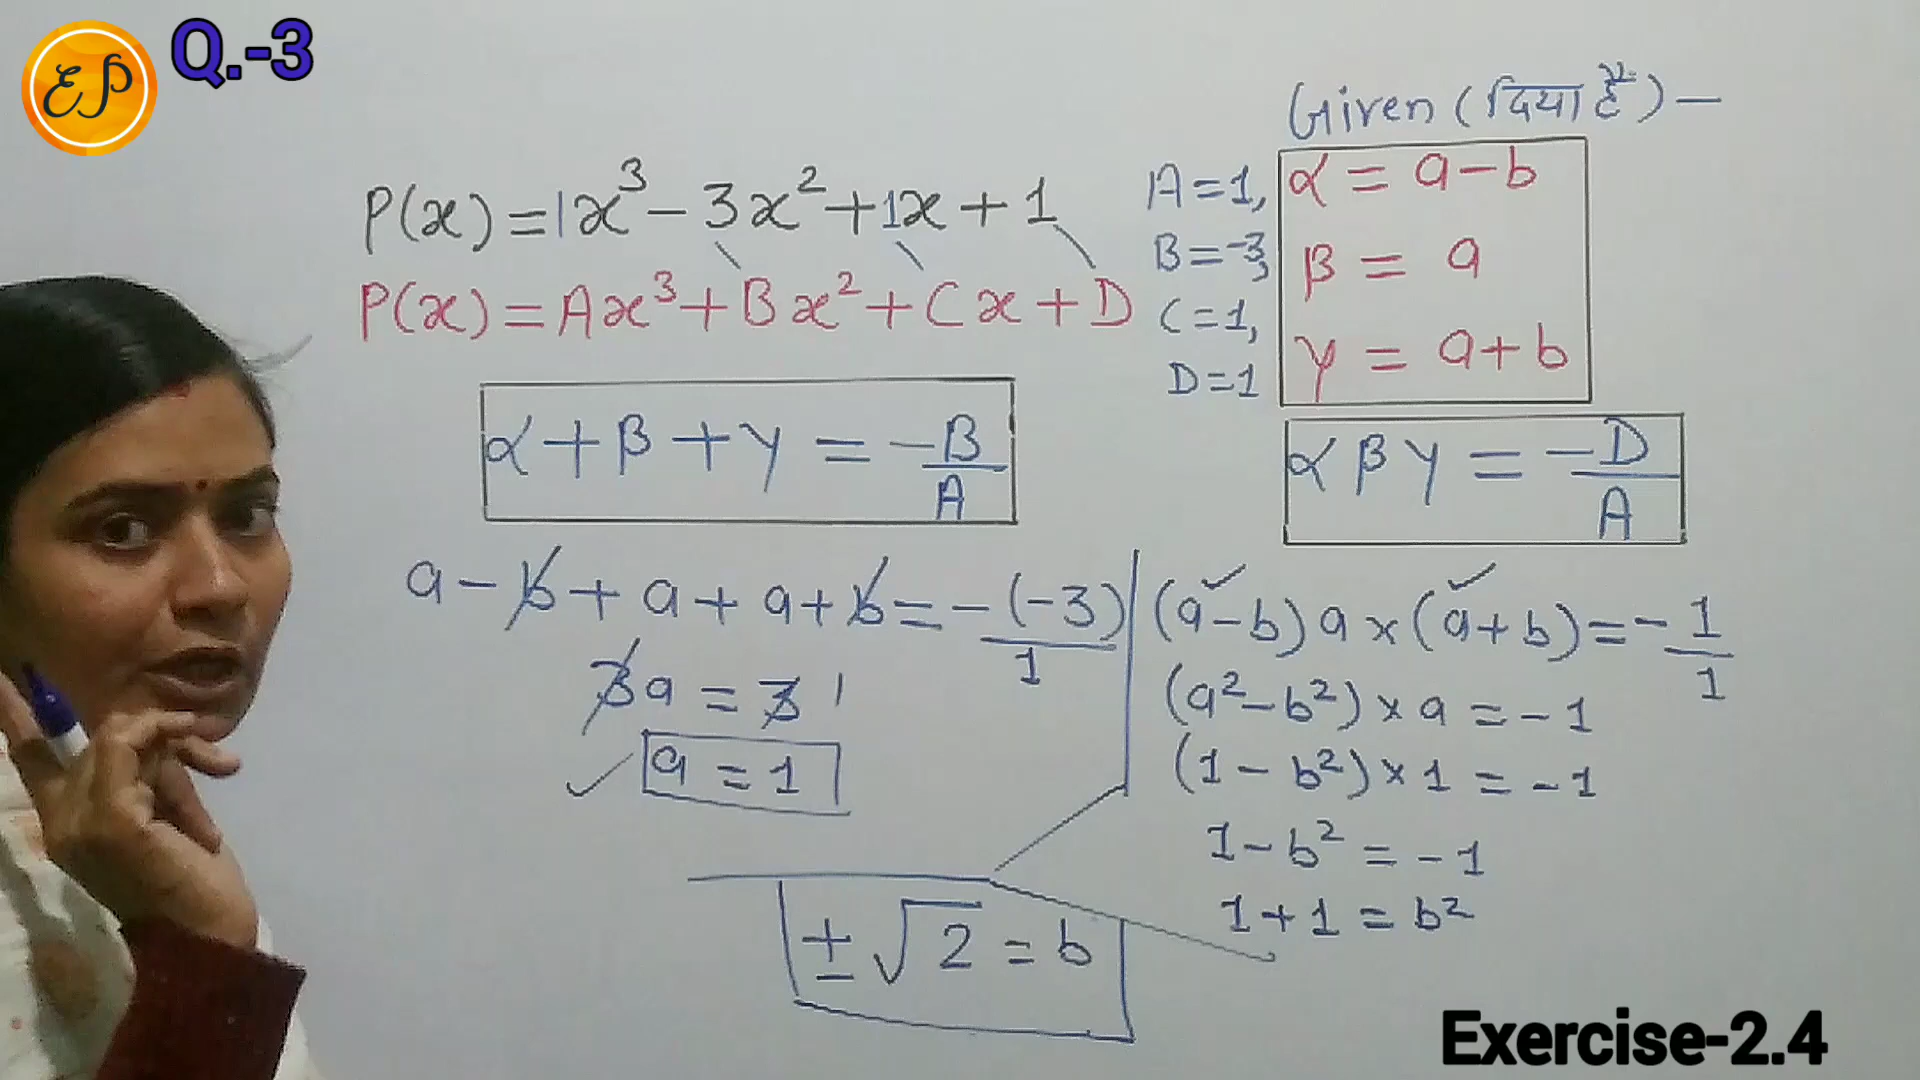 EP
Q.-3
Given (दिया है) —
P(x) = 1x³ - 3x² + 1x + 1
P(x) = Ax³ + Bx² + Cx + D
A = 1,
B = -3,
C = 1,
D = 1
α = a - b
β = a
γ = a + b
α + β + γ = -B/A
αβγ = -D/A
a - b + a + a + b = -(-3)/1
3a = 3 1
a = 1
(a - b) a × (a + b) = -1/1
(a² - b²) × a = -1
(1 - b²) × 1 = -1
1 - b² = -1
1 + 1 = b²
± √2 = b
Exercise-2.4